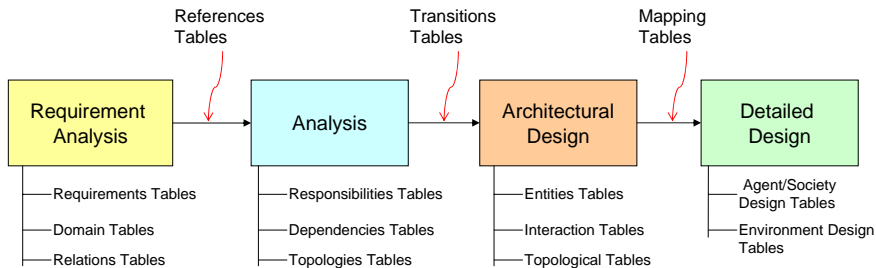 References
Tables
Transitions
Tables
Mapping
Tables
Requirement
Analysis
Analysis
Architectural
Design
Detailed
Design
Requirements Tables
Domain Tables
Relations Tables
Responsibilities Tables
Dependencies Tables
Topologies Tables
Entities Tables
Interaction Tables
Topological Tables
Agent/Society
Design Tables
Environment Design
Tables